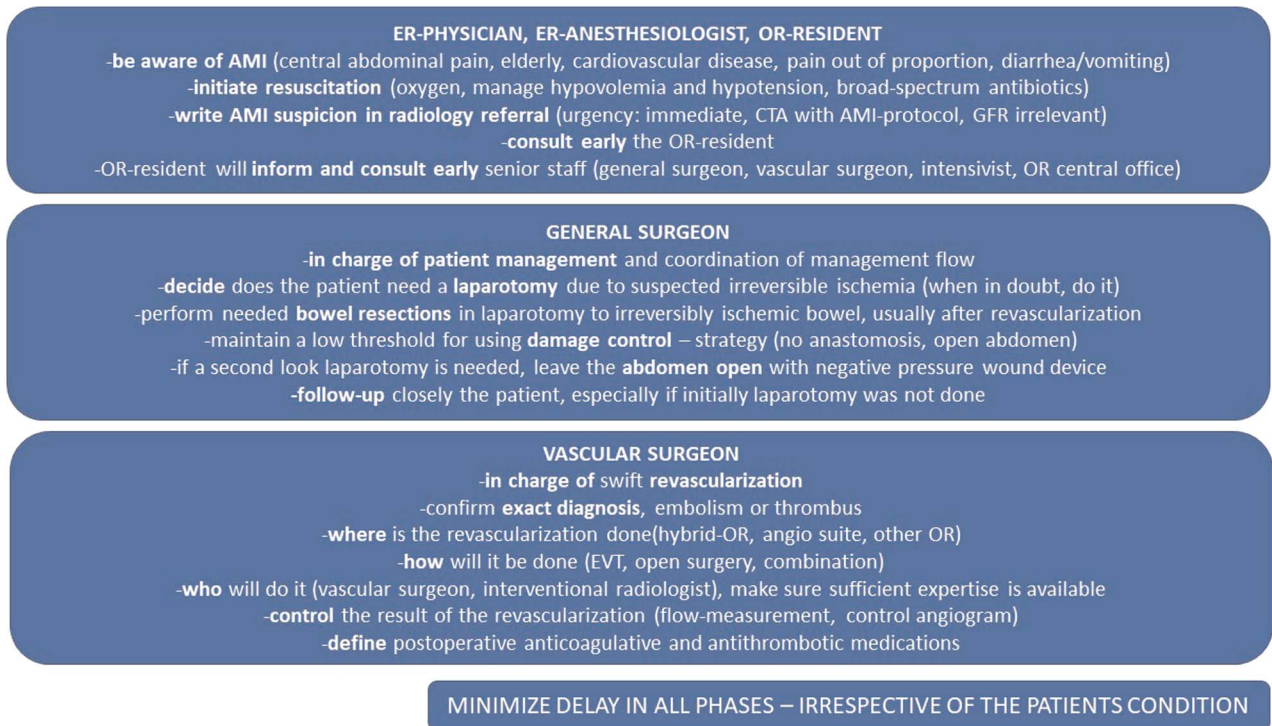 ER-PHYSICIAN, ER-ANESTHESIOLOGIST, OR-RESIDENT
-be aware of AMI (central abdominal pain, elderly, cardiovascular disease, pain out of proportion, diarrhea/vomiting)
-initiate resuscitation (oxygen, manage hypovolemia and hypotension, broad-spectrum antibiotics)
-write AMI suspicion in radiology referral (urgency: immediate, CTA with AMI-protocol, GFR irrelevant)
-consult early the OR-resident
-OR-resident will inform and consult early senior staff (general surgeon, vascular surgeon, intensivist, OR central office)
GENERAL SURGEON
-in charge of patient management and coordination of management flow
-decide does the patient need a laparotomy due to suspected irreversible ischemia (when in doubt, do it)
-perform needed bowel resections in laparotomy to irreversibly ischemic bowel, usually after revascularization
-maintain a low threshold for using damage control – strategy (no anastomosis, open abdomen)
-if a second look laparotomy is needed, leave the abdomen open with negative pressure wound device
-follow-up closely the patient, especially if initially laparotomy was not done
VASCULAR SURGEON
-in charge of swift revascularization
-confirm exact diagnosis, embolism or thrombus
-where is the revascularization done(hybrid-OR, angio suite, other OR)
-how will it be done (EVT, open surgery, combination)
-who will do it (vascular surgeon, interventional radiologist), make sure sufficient expertise is available
-control the result of the revascularization (flow-measurement, control angiogram)
-define postoperative anticoagulative and antithrombotic medications
MINIMIZE DELAY IN ALL PHASES – IRRESPECTIVE OF THE PATIENTS CONDITION